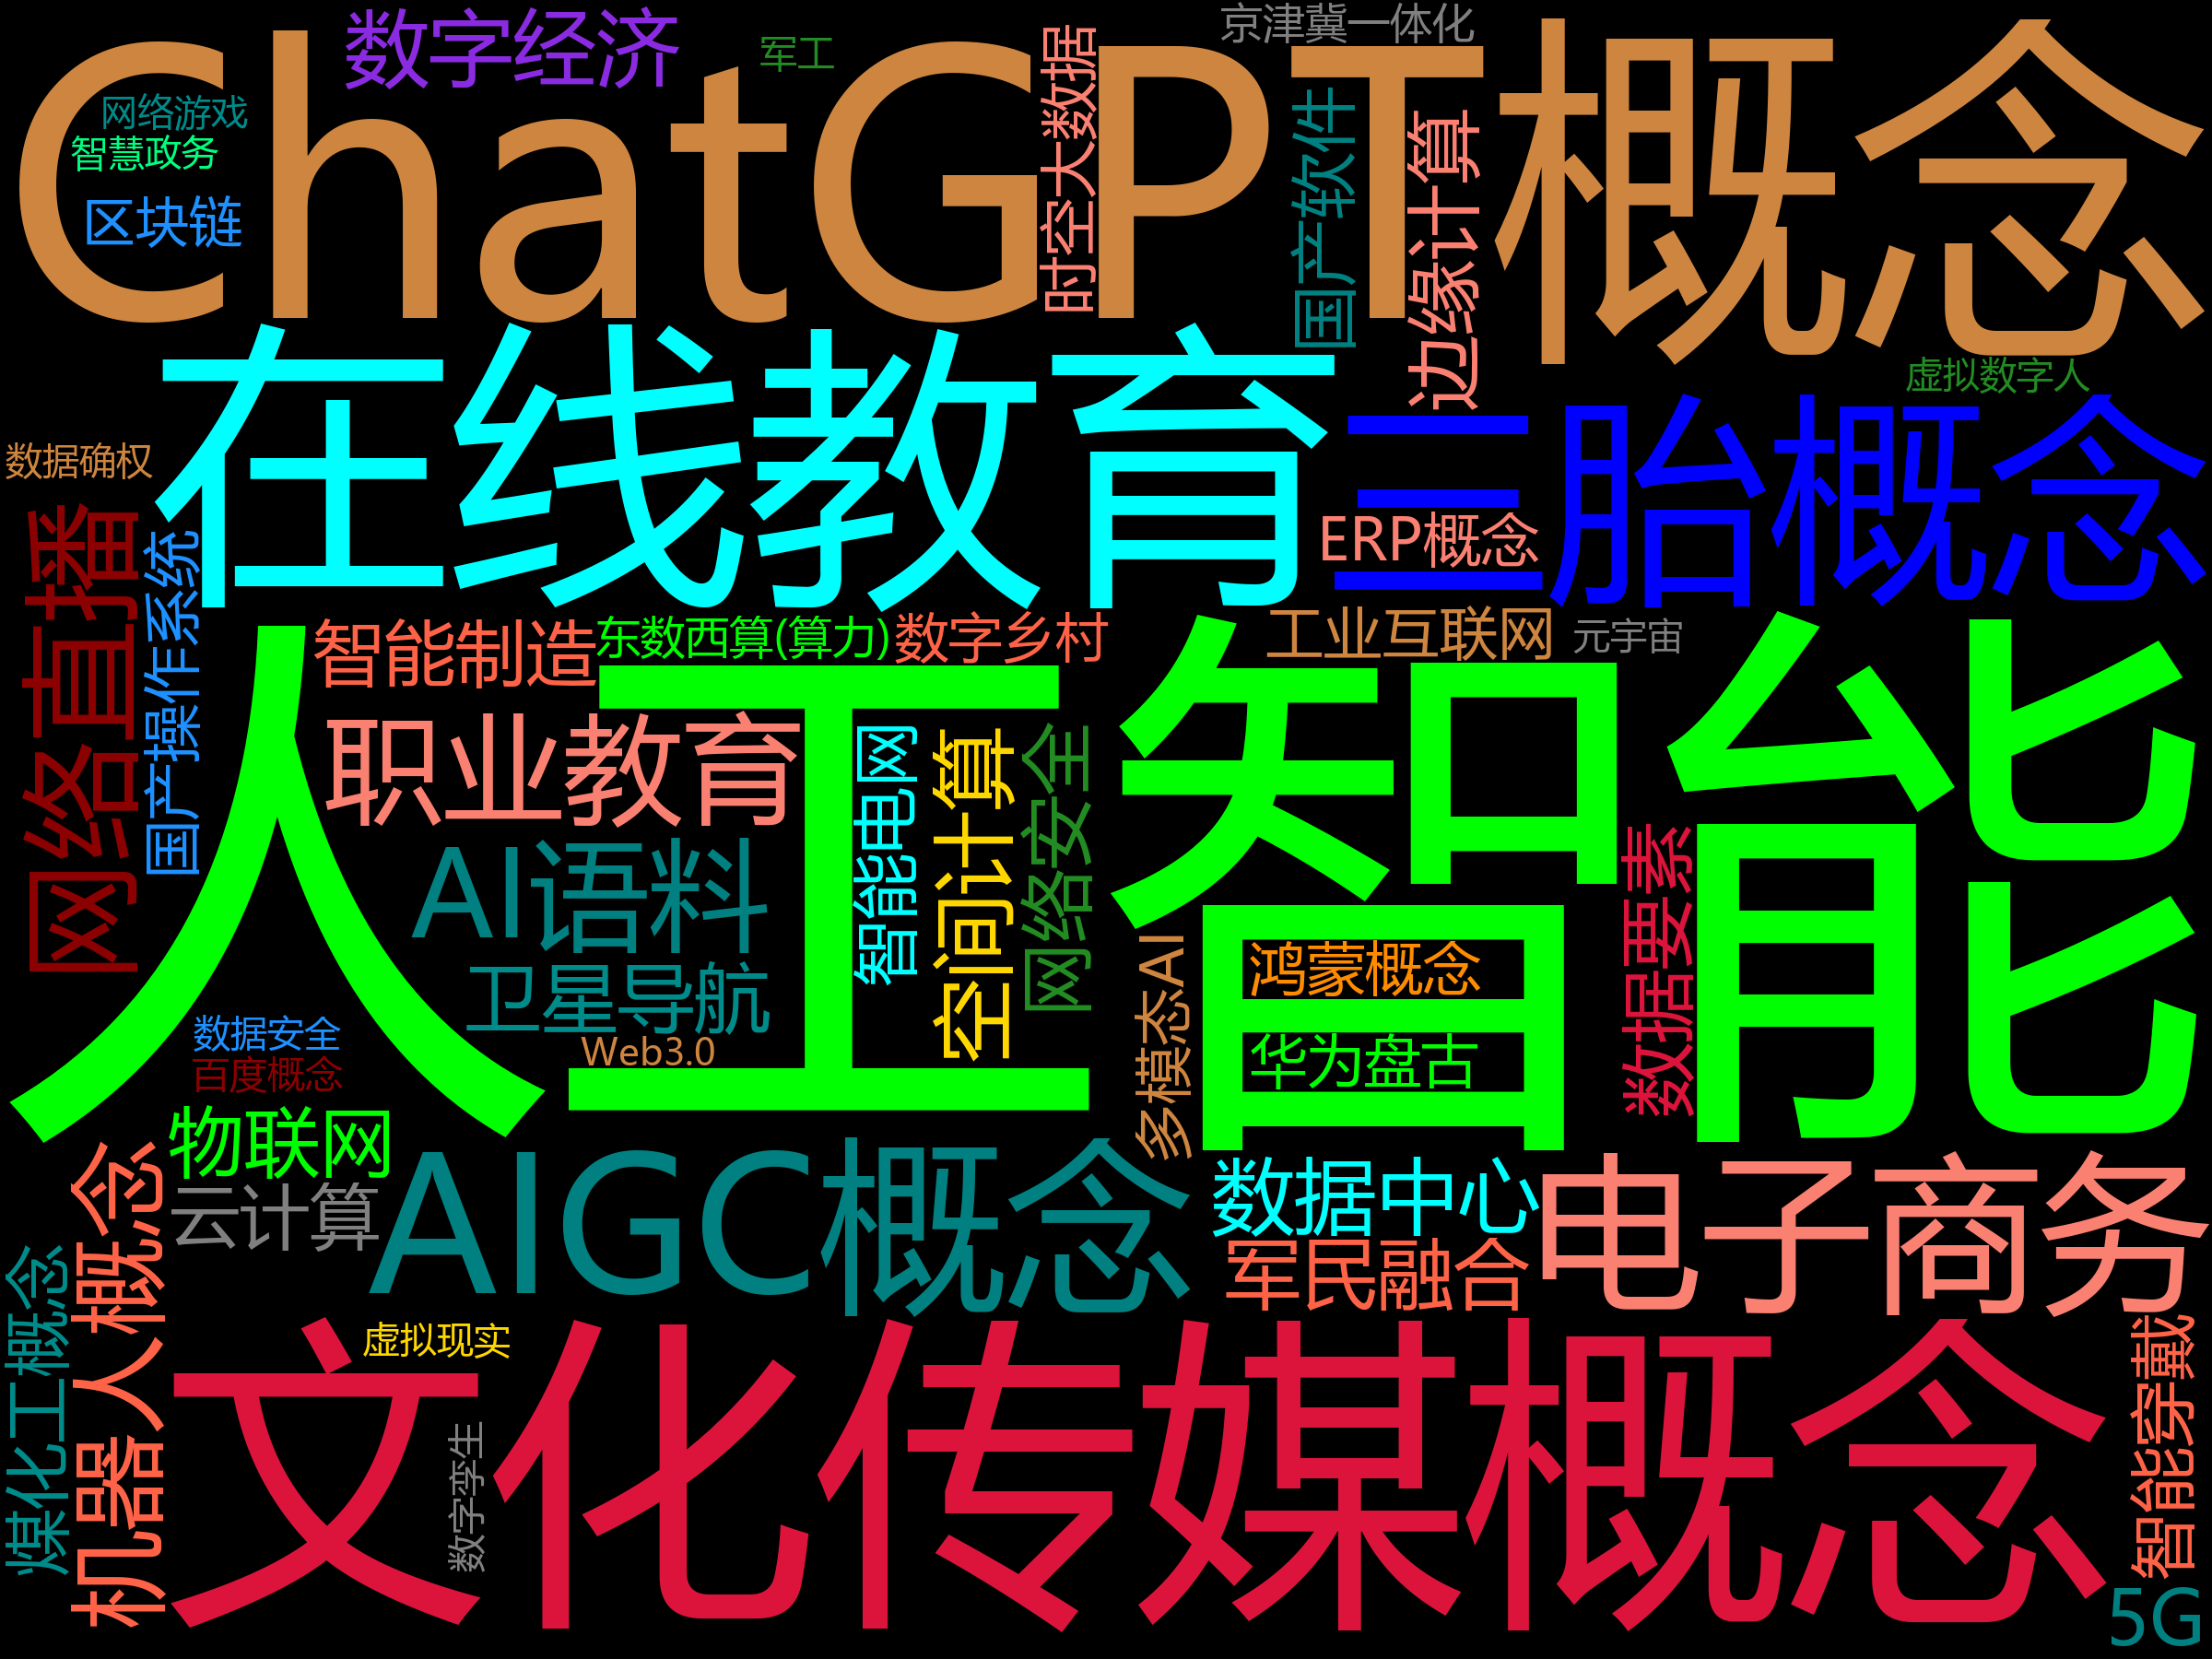 京津冀一体化
数字经济
军工
ChatGPT概念
时空大数据
国产软件
边缘计算
网络游戏
智慧政务
区块链
在线教育
虚拟数字人
三胎概念
数据确权
ERP概念
网络直播
国产操作系统
智能制造
东数西算(算力)
数字乡村
工业互联网
元宇宙
人工智能
职业教育
智能电网
空间计算
网络安全
AI语料
数据要素
卫星导航
多模态AI
鸿蒙概念
数据安全
Web3.0
华为盘古
百度概念
物联网
机器人概念
云计算
AIGC概念
数据中心
电子商务
军民融合
煤化工概念
虚拟现实
文化传媒概念
智能穿戴
数字孪生
5G